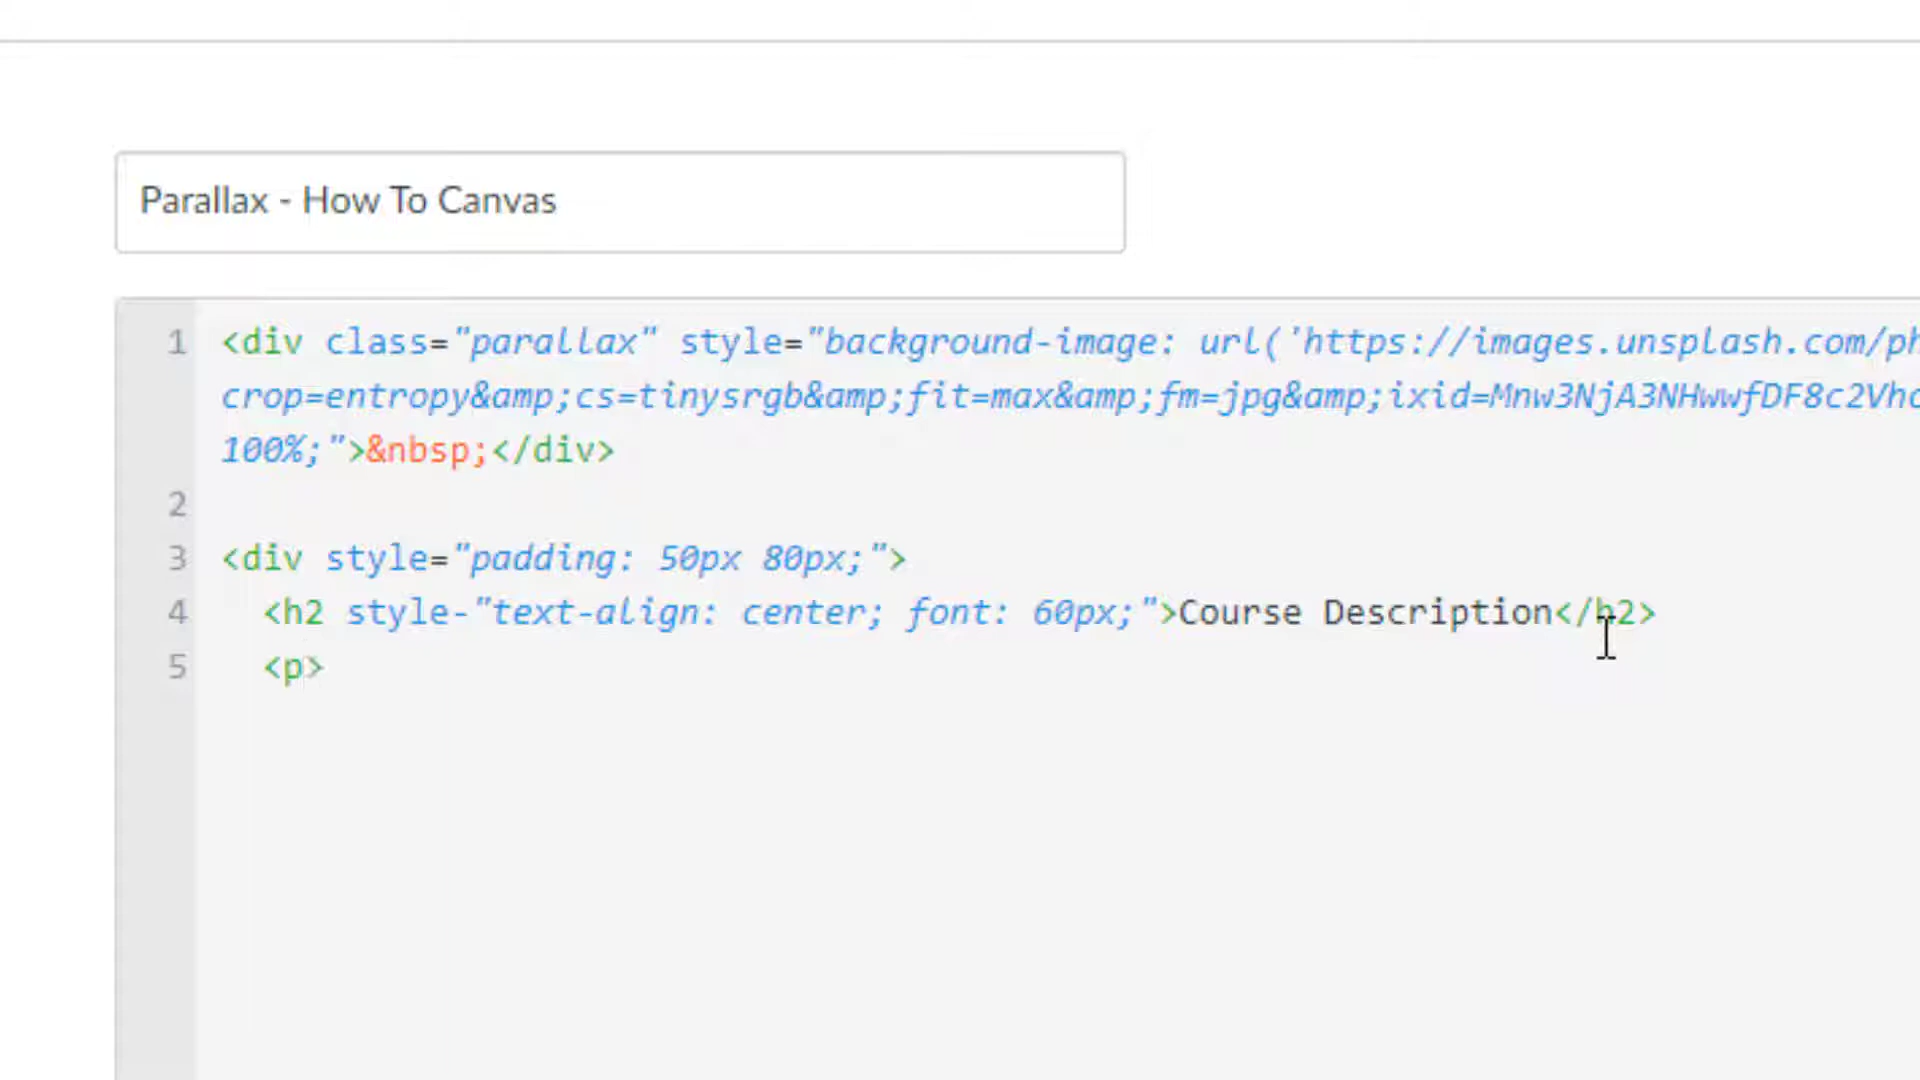 Parallax - How To Canvas
1 <div class="parallax" style="background-image: url('https://images.unsplash.com/ph
crop=entropy&amp;cs=tinysrgb&amp;fit=max&amp;fm=jpg&amp;ixid=Mnw3NjA3NHwwfDF8c2Vhc
100%;">&nbsp;</div>
2
3 <div style="padding: 50px 80px;">
4 <h2 style-"text-align: center; font: 60px;">Course Description</h2>
5 <p>